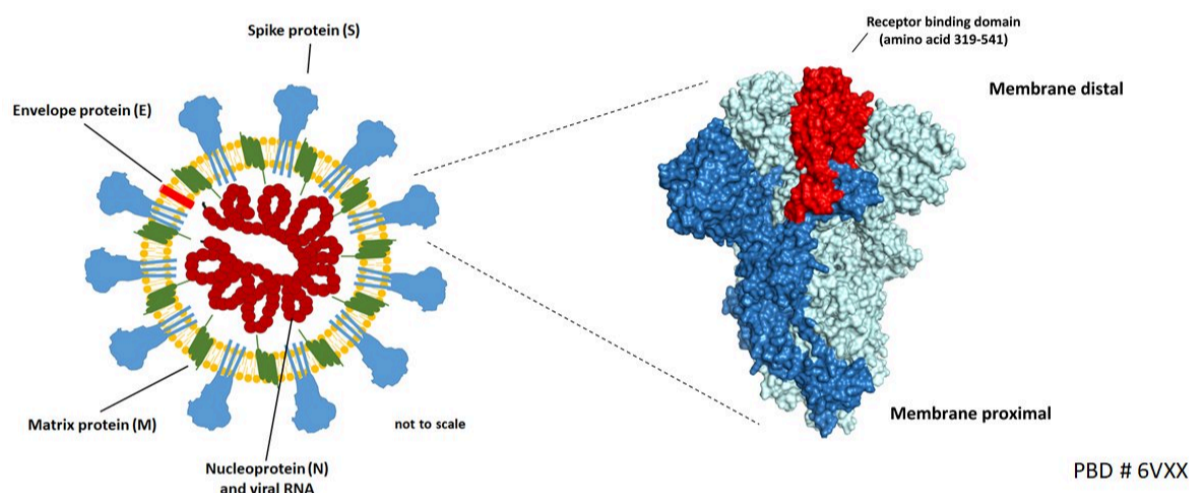 Spike protein (S)
Envelope protein (E)
Matrix protein (M)
Nucleoprotein (N)
and viral RNA
not to scale
Receptor binding domain
(amino acid 319-541)
Membrane distal
Membrane proximal
PBD # 6VXX